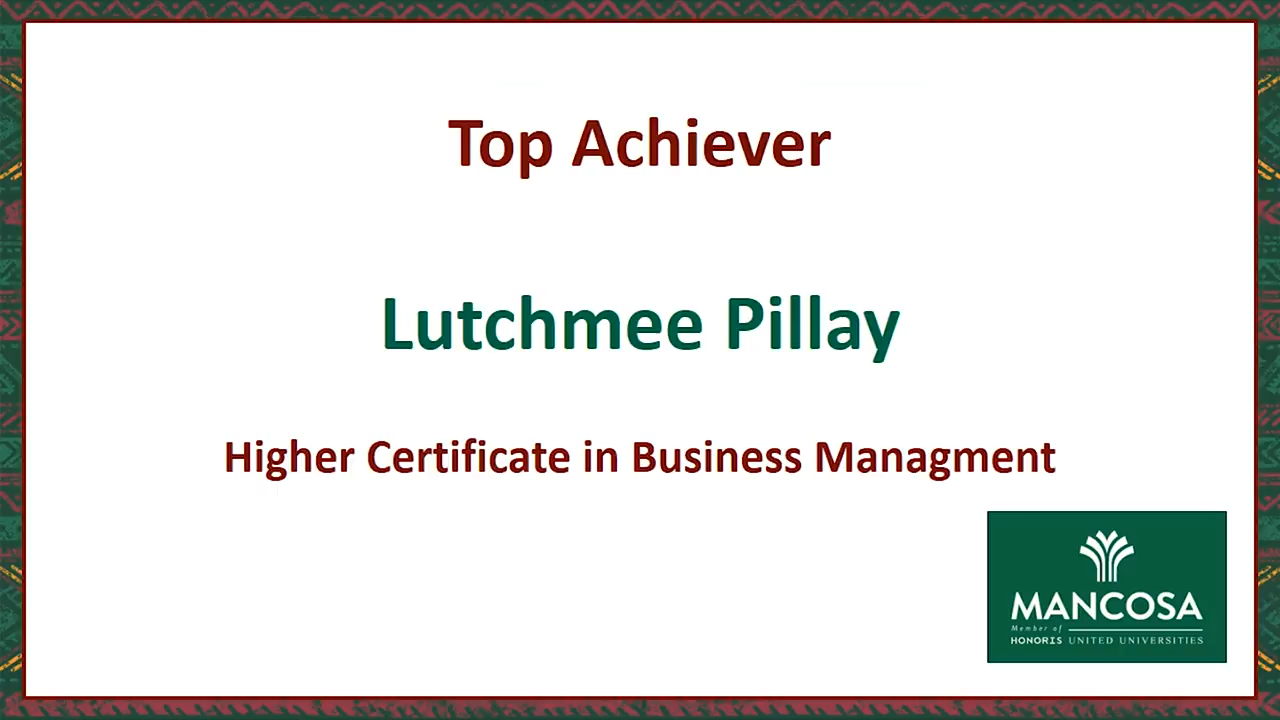 Top Achiever
Lutchmee Pillay
Higher Certificate in Business Managment
MANCOSA
Member of
HONORIS UNITED UNIVERSITIES